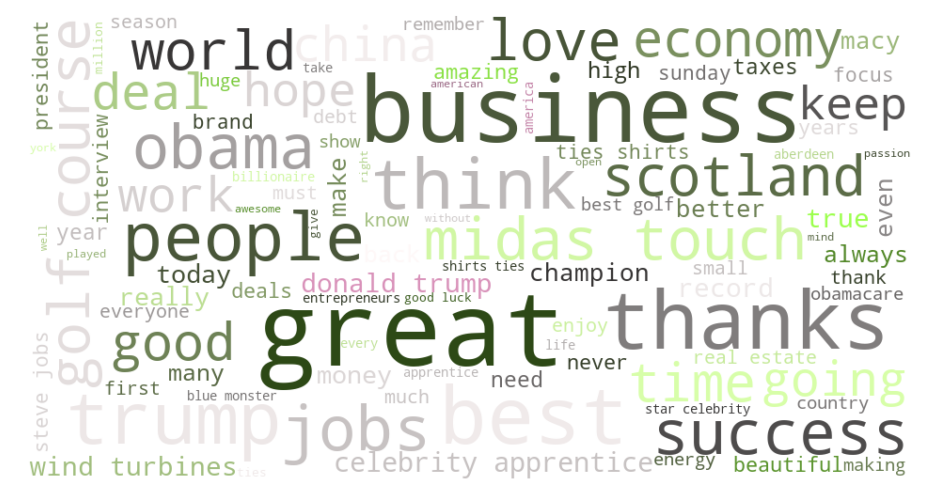 season
remember
president
million
world
china
love
economy
macy
golf course
deal
huge
take
amazing
american
high
sunday
taxes
focus
hope
brand
debt
america
business
keep
years
york
interview
obama
show
ties shirts
aberdeen
passion
think
open
scotland
right
billionaire
make
work
must
best golf
better
true
even
awesome
give
know
without
midas touch
mind
people
year
well
played
back
always
today
donald trump
shirts ties
champion
small
thank
really
deals
entrepreneurs
good luck
record
obamacare
everyone
great
thanks
good
every
enjoy
life
never
real estate
steve jobs
many
money
apprentice
need
time
going
first
blue monster
much
trump
jobs
best
star celebrity
country
success
wind turbines
ties
celebrity apprentice
energy
beautiful
making